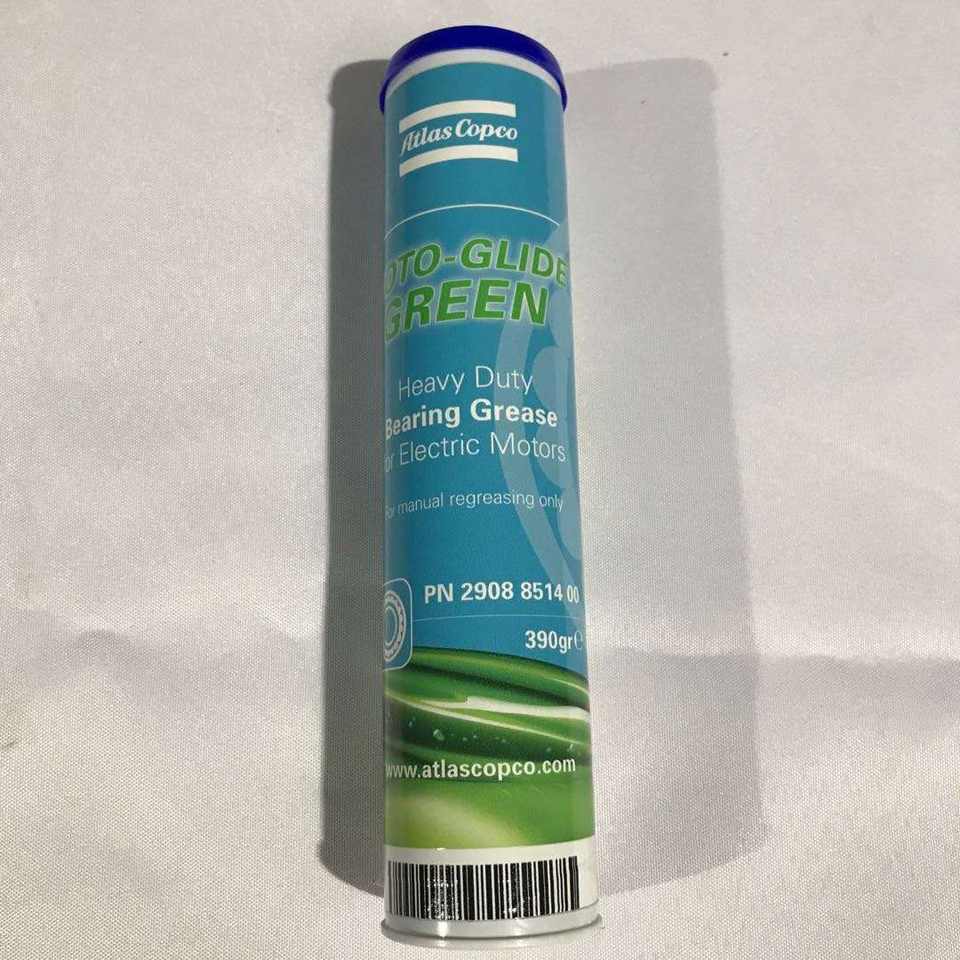 Atlas Copco
OTO-GLIDE
GREEN
Heavy Duty
Bearing Grease
or Electric Motors
For manual regreasing only
PN 2908 8514 00
390gr℮
www.atlascopco.com